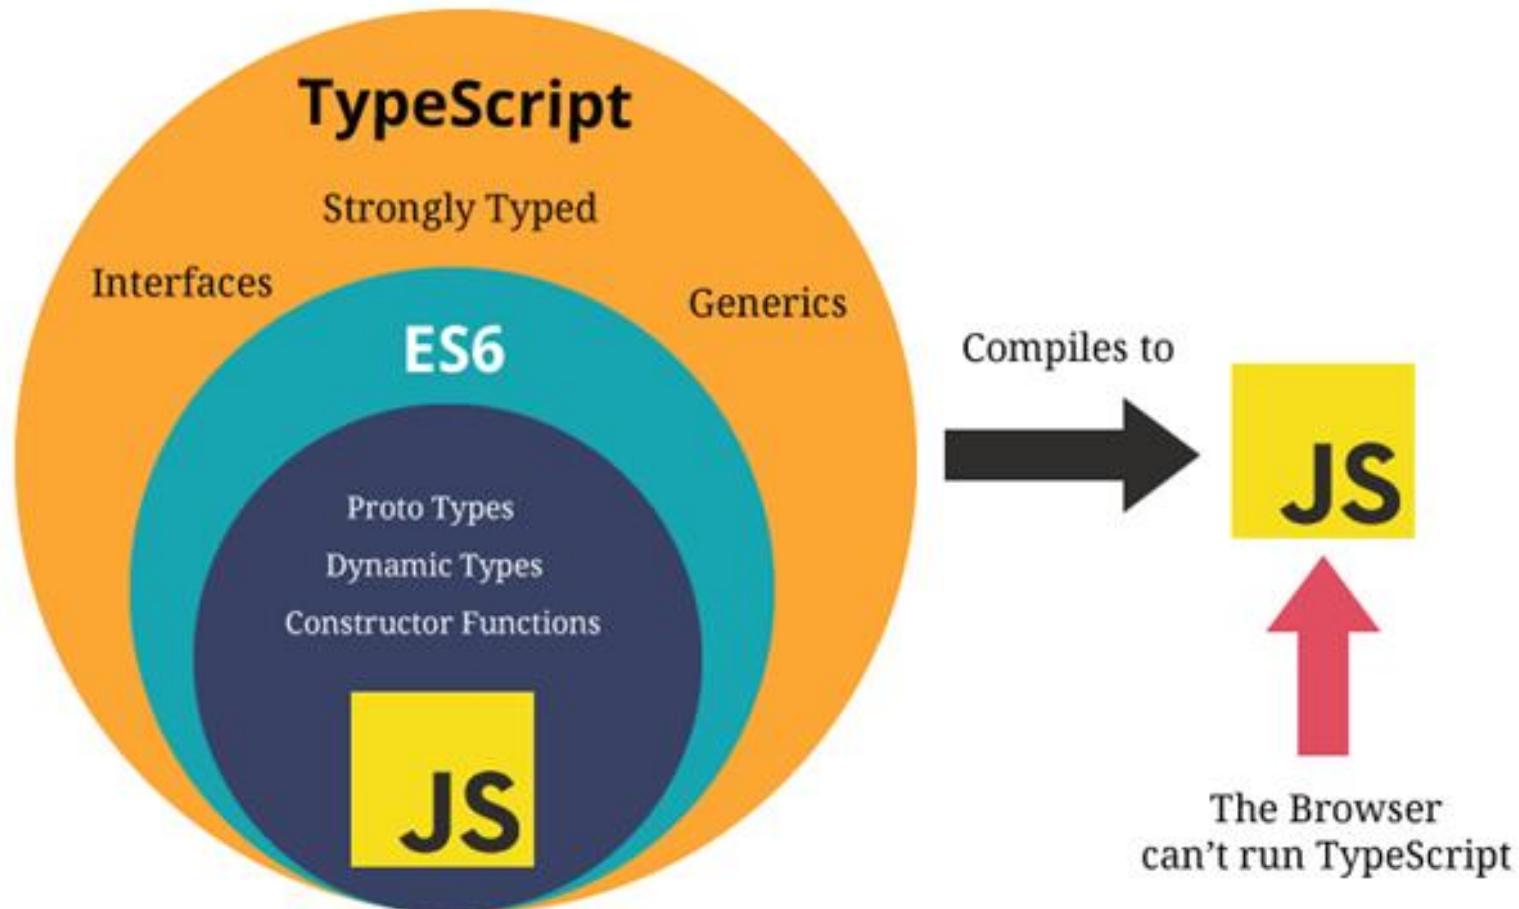 TypeScript
Strongly Typed
Interfaces
Generics
ES6
Proto Types
Dynamic Types
Constructor Functions
JS
Compiles to
JS
The Browser
can't run TypeScript